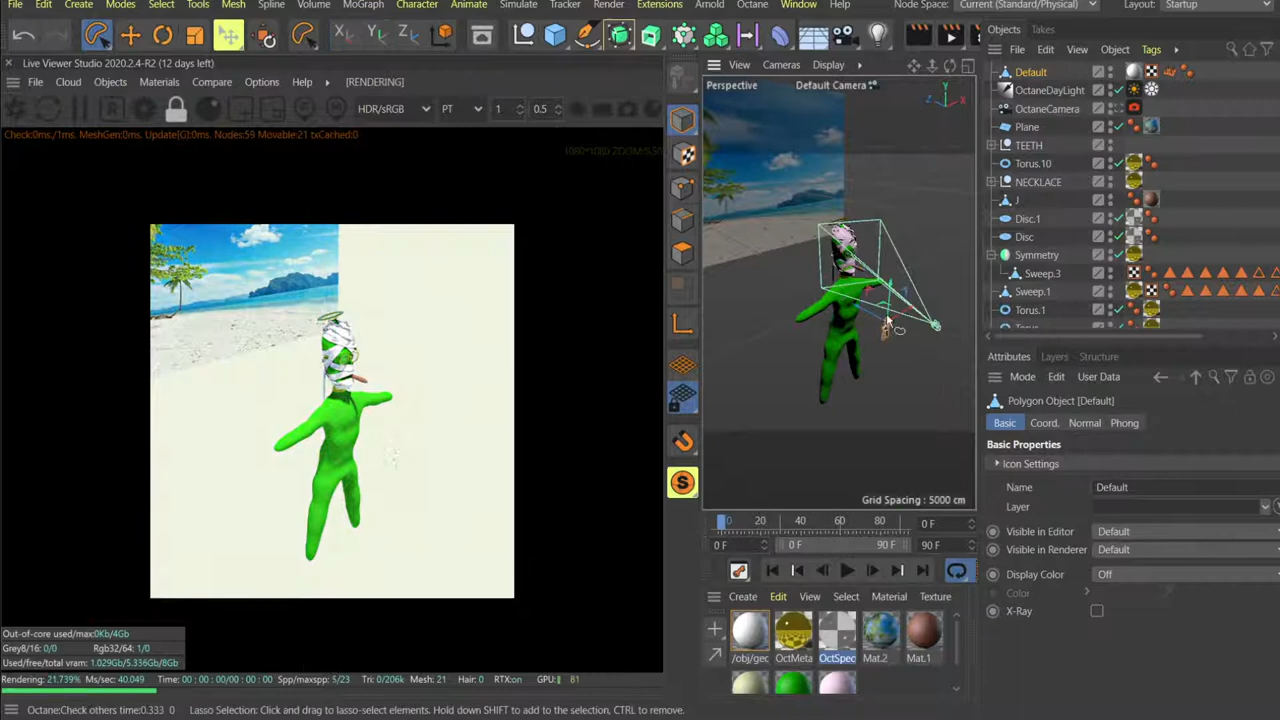 File Edit Create Modes Select Tools Mesh Spline Volume MoGraph Character Animate Simulate Tracker Render Extensions Arnold Octane Window Help Node Space: Current (Standard/Physical) Layout: Startup
X Y Z
Live Viewer Studio 2020.2.4-R2 (12 days left)
File Cloud Objects Materials Compare Options Help [RENDERING]
HDR/sRGB PT 1 0.5
Check:0ms./1ms. MeshGen:0ms. Update[G]:0ms. Nodes:59 Movable:21 txCached:0
Out-of-core used/max:0Kb/4Gb
Grey8/16: 0/0 Rgb32/64: 1/0
Used/free/total vram: 1.029Gb/5.336Gb/8Gb
Rendering: 21.739% Ms/sec: 40.049 Time: 00 : 00 : 00/00 : 00 : 00 Spp/maxspp: 5/23 Tri: 0/206k Mesh: 21 Hair: 0 RTX:on GPU: 81
Octane:Check others time:0.333 0 Lasso Selection: Click and drag to lasso-select elements. Hold down SHIFT to add to the selection, CTRL to remove.
View Cameras Display
Perspective Default Camera
Y
Z X
Grid Spacing : 5000 cm
0 20 40 60 80 0 F
0 F 0 F 90 F 90 F
Create Edit View Select Material Texture
/obj/gec OctMeta OctSpec Mat.2 Mat.1
Objects Takes
File Edit View Object Tags
Default
OctaneDayLight
OctaneCamera
Plane
TEETH
Torus.10
NECKLACE
J
Disc.1
Disc
Symmetry
Sweep.3
Sweep.1
Torus.1
Attributes Layers Structure
Mode Edit User Data
Polygon Object [Default]
Basic Coord. Normal Phong
Basic Properties
Icon Settings
Name Default
Layer
Visible in Editor Default
Visible in Renderer Default
Display Color Off
Color
X-Ray